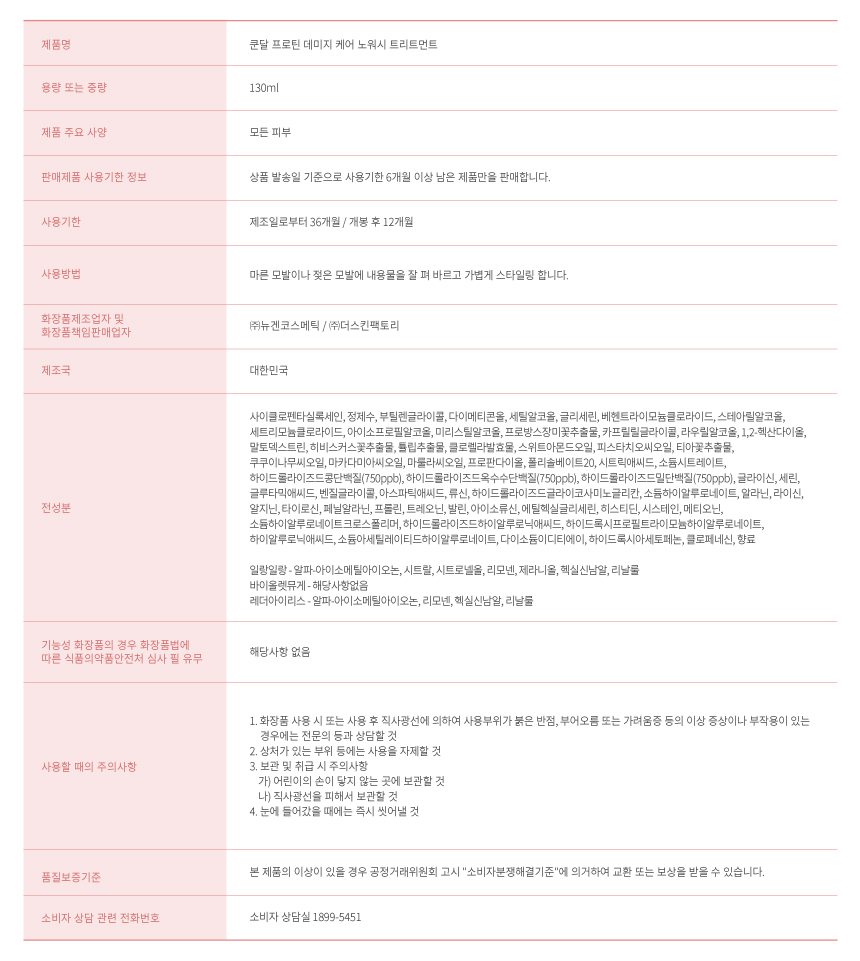 제품명
쿤달 프로틴 데미지 케어 노워시 트리트먼트
용량 또는 중량
130ml
제품 주요 사양
모든 피부
판매제품 사용기한 정보
상품 발송일 기준으로 사용기한 6개월 이상 남은 제품만을 판매합니다.
사용기한
제조일로부터 36개월 / 개봉 후 12개월
사용방법
마른 모발이나 젖은 모발에 내용물을 잘 펴 바르고 가볍게 스타일링 합니다.
화장품제조업자 및
화장품책임판매업자
㈜뉴겐코스메틱 / ㈜더스킨팩토리
제조국
대한민국
전성분
사이클로펜타실록세인, 정제수, 부틸렌글라이콜, 다이메티콘올, 세틸알코올, 글리세린, 베헨트라이모늄클로라이드, 스테아릴알코올,
세트리모늄클로라이드, 아이소프로필알코올, 미리스틸알코올, 프로방스장미꽃추출물, 카프릴릴글라이콜, 라우릴알코올, 1,2-헥산다이올,
말토덱스트린, 히비스커스꽃추출물, 튤립추출물, 클로렐라발효물, 스위트아몬드오일, 피스타치오씨오일, 티아꽃추출물,
쿠쿠이나무씨오일, 마카다미아씨오일, 마룰라씨오일, 프로판다이올, 폴리솔베이트20, 시트릭애씨드, 소듐시트레이트,
하이드롤라이즈드콩단백질(750ppb), 하이드롤라이즈드옥수수단백질(750ppb), 하이드롤라이즈드밀단백질(750ppb), 글라이신, 세린,
글루타믹애씨드, 벤질글라이콜, 아스파틱애씨드, 류신, 하이드롤라이즈드글라이코사미노글리칸, 소듐하이알루로네이트, 알라닌, 라이신,
알지닌, 타이로신, 페닐알라닌, 프롤린, 트레오닌, 발린, 아이소류신, 에틸헥실글리세린, 히스티딘, 시스테인, 메티오닌,
소듐하이알루로네이트크로스폴리머, 하이드롤라이즈드하이알루로닉애씨드, 하이드록시프로필트라이모늄하이알루로네이트,
하이알루로닉애씨드, 소듐아세틸레이티드하이알루로네이트, 다이소듐이디티에이, 하이드록시아세토페논, 클로페네신, 향료
일랑일랑 - 알파-아이소메틸아이오논, 시트랄, 시트로넬올, 리모넨, 제라니올, 헥실신남알, 리날룰
바이올렛뮤게 - 해당사항없음
레더아이리스 - 알파-아이소메틸아이오논, 리모넨, 헥실신남알, 리날룰
기능성 화장품의 경우 화장품법에
따른 식품의약품안전처 심사 필 유무
해당사항 없음
사용할 때의 주의사항
1. 화장품 사용 시 또는 사용 후 직사광선에 의하여 사용부위가 붉은 반점, 부어오름 또는 가려움증 등의 이상 증상이나 부작용이 있는
경우에는 전문의 등과 상담할 것
2. 상처가 있는 부위 등에는 사용을 자제할 것
3. 보관 및 취급 시 주의사항
가) 어린이의 손이 닿지 않는 곳에 보관할 것
나) 직사광선을 피해서 보관할 것
4. 눈에 들어갔을 때에는 즉시 씻어낼 것
품질보증기준
본 제품의 이상이 있을 경우 공정거래위원회 고시 "소비자분쟁해결기준"에 의거하여 교환 또는 보상을 받을 수 있습니다.
소비자 상담 관련 전화번호
소비자 상담실 1899-5451